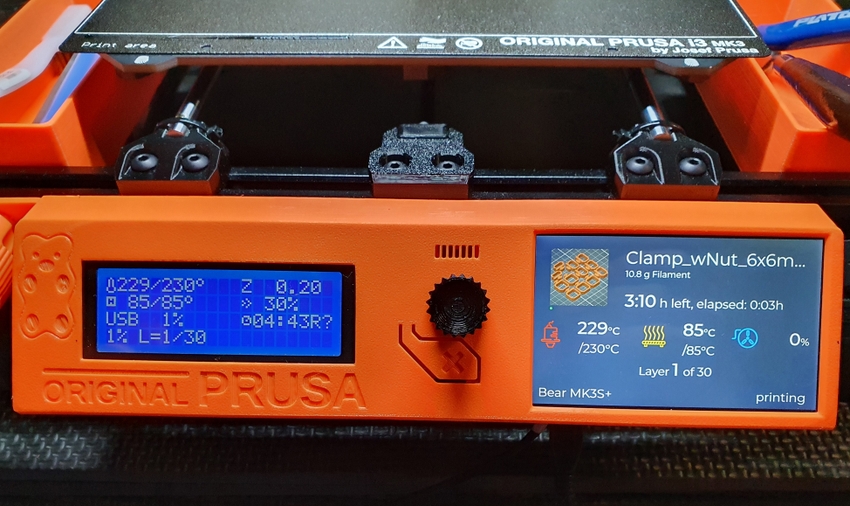 Print area
ORIGINAL PRUSA i3 MK3
by Josef Prusa
229/230° Z 0.20
85/85° 30%
USB 1% 04:43R?
1% L=1/30
ORIGINAL PRUSA
Clamp_wNut_6x6m...
10.8 g Filament
3:10 h left, elapsed: 0:03h
229°C
/230°C
85°C
/85°C
0%
Layer 1 of 30
Bear MK3S+
printing